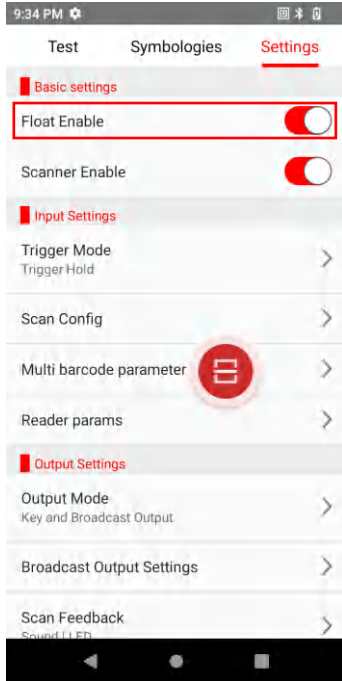 9:34 PM
Test Symbologies Settings
Basic settings
Float Enable
Scanner Enable
Input Settings
Trigger Mode
Trigger Hold
Scan Config
Multi barcode parameter
Reader params
Output Settings
Output Mode
Key and Broadcast Output
Broadcast Output Settings
Scan Feedback
Sound | LED